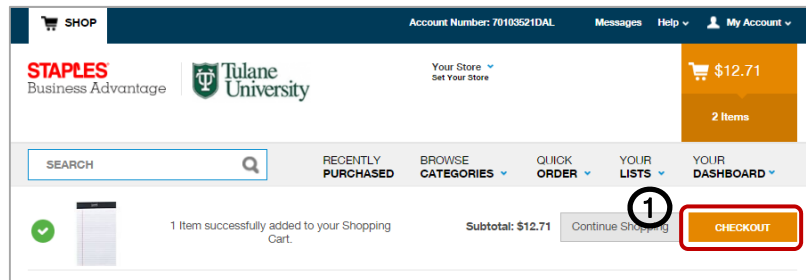 SHOP
Account Number: 70103521DAL
Messages
Help
My Account
STAPLES
Business Advantage
Tulane
University
Your Store
Set Your Store
$12.71
2 Items
SEARCH
RECENTLY
PURCHASED
BROWSE
CATEGORIES
QUICK
ORDER
YOUR
LISTS
YOUR
DASHBOARD
1 Item successfully added to your Shopping
Cart.
Subtotal: $12.71
Continue Shopping
1
CHECKOUT